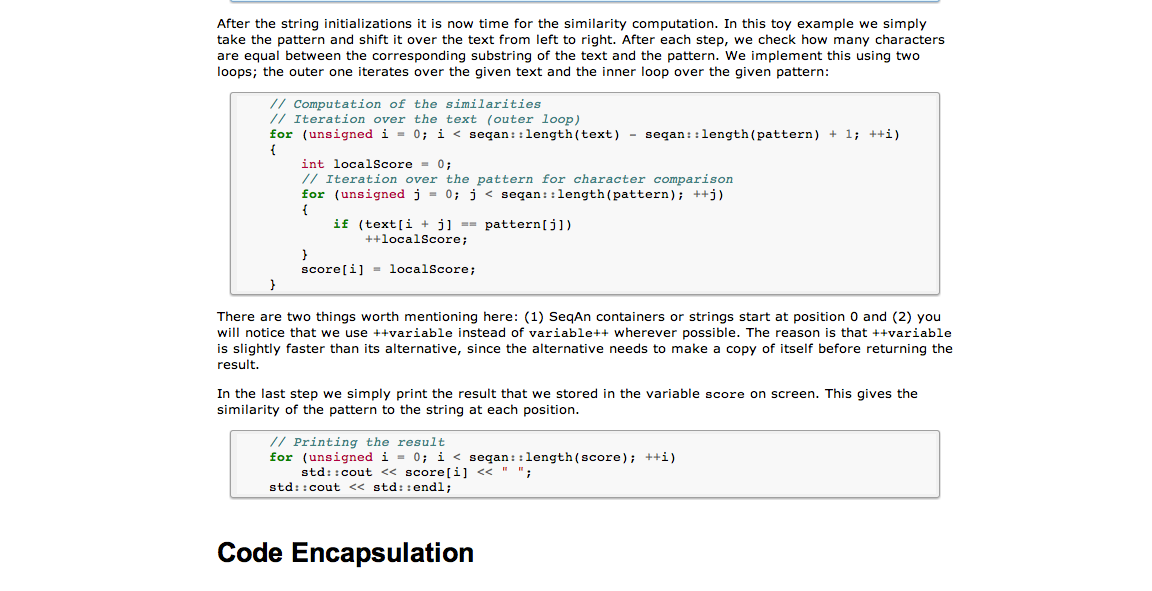 After the string initializations it is now time for the similarity computation. In this toy example we simply
take the pattern and shift it over the text from left to right. After each step, we check how many characters
are equal between the corresponding substring of the text and the pattern. We implement this using two
loops; the outer one iterates over the given text and the inner loop over the given pattern:
// Computation of the similarities
// Iteration over the text (outer loop)
for (unsigned i = 0; i < seqan::length(text) - seqan::length(pattern) + 1; ++i)
{
    int localScore = 0;
    // Iteration over the pattern for character comparison
    for (unsigned j = 0; j < seqan::length(pattern); ++j)
    {
        if (text[i + j] == pattern[j])
            ++localScore;
    }
    score[i] = localScore;
}
There are two things worth mentioning here: (1) SeqAn containers or strings start at position 0 and (2) you
will notice that we use ++variable instead of variable++ wherever possible. The reason is that ++variable
is slightly faster than its alternative, since the alternative needs to make a copy of itself before returning the
result.
In the last step we simply print the result that we stored in the variable score on screen. This gives the
similarity of the pattern to the string at each position.
// Printing the result
for (unsigned i = 0; i < seqan::length(score); ++i)
    std::cout << score[i] << " ";
std::cout << std::endl;
Code Encapsulation